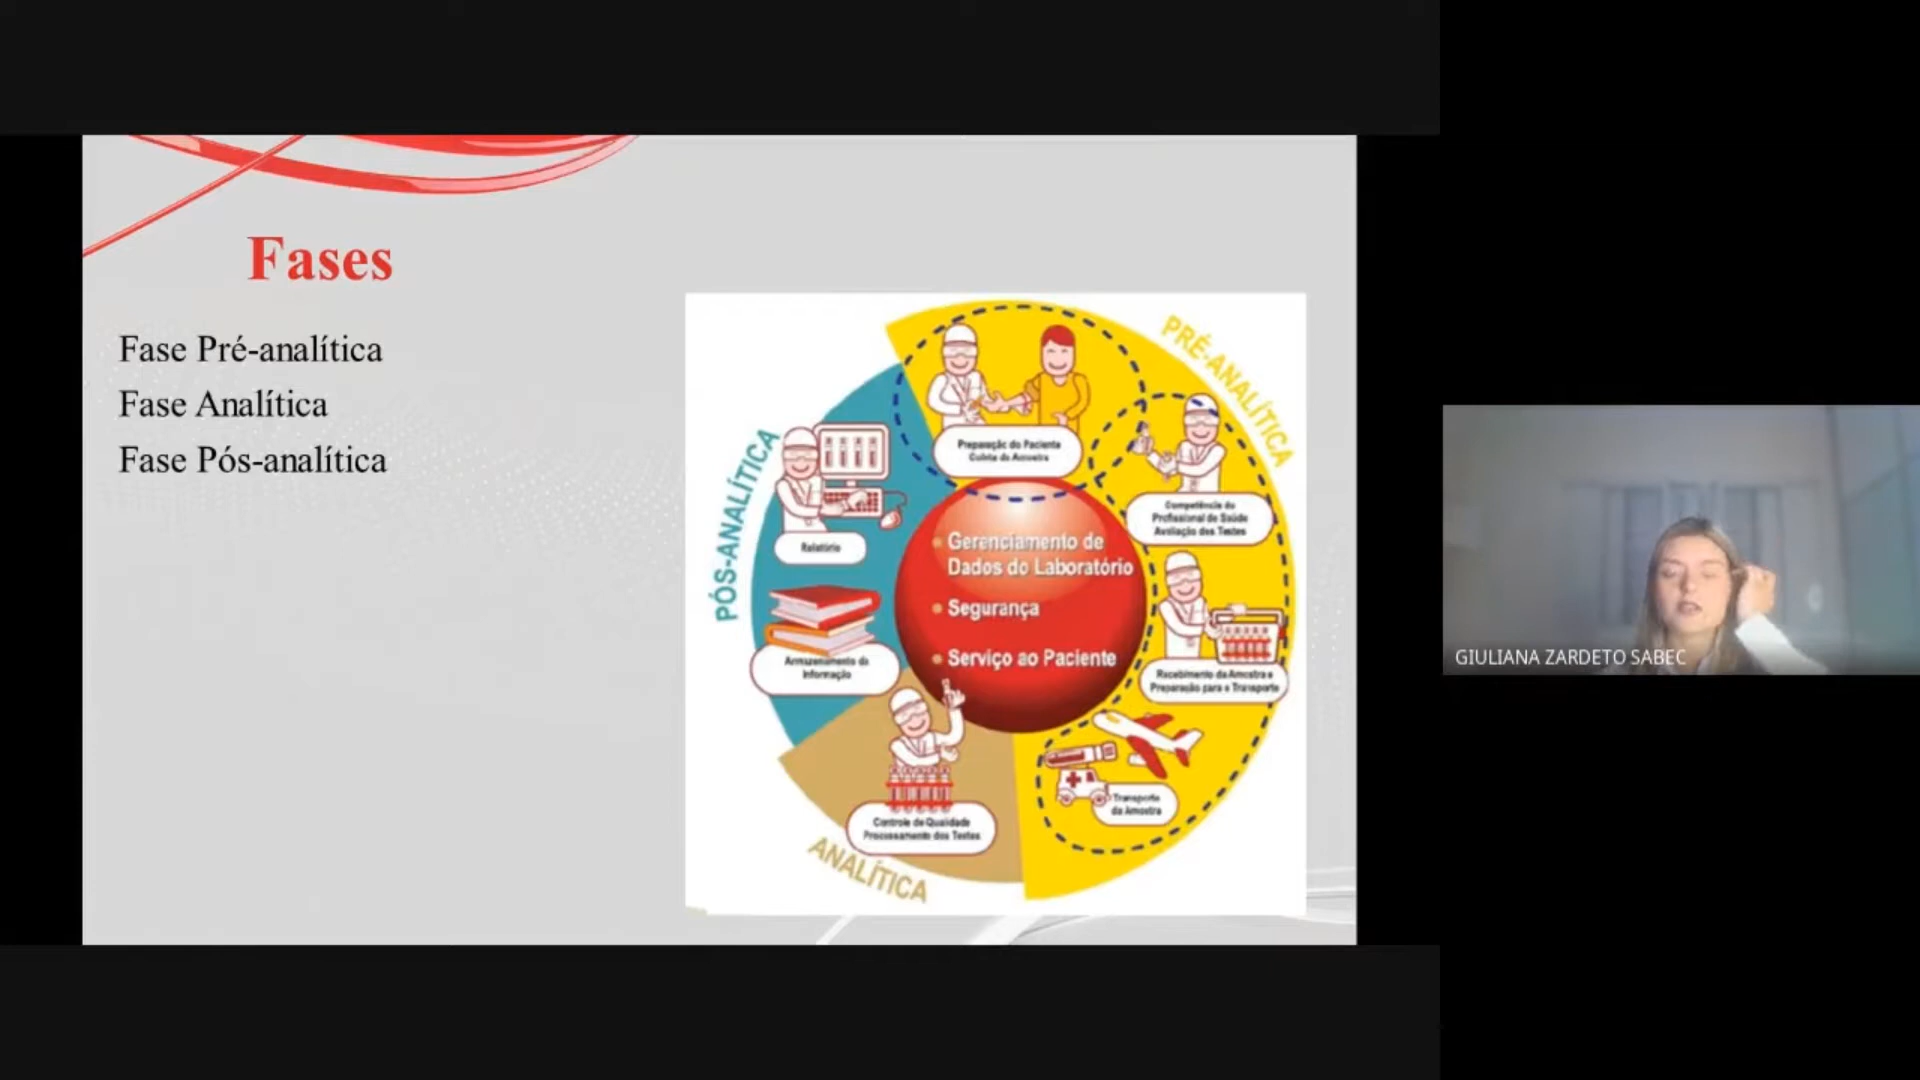 Fases
Fase Pré-analítica
Fase Analítica
Fase Pós-analítica
PRÉ-ANALÍTICA
Preparação do Paciente
Coleta da Amostra
Competência do
Profissional de Saúde
Avaliação dos Testes
Recebimento da Amostra e
Preparação para o Transporte
Transporte
da Amostra
ANALÍTICA
Controle de Qualidade
Processamento dos Testes
PÓS-ANALÍTICA
Relatório
Armazenamento da
Informação
Gerenciamento de
Dados do Laboratório
Segurança
Serviço ao Paciente
GIULIANA ZARDETO SABEC